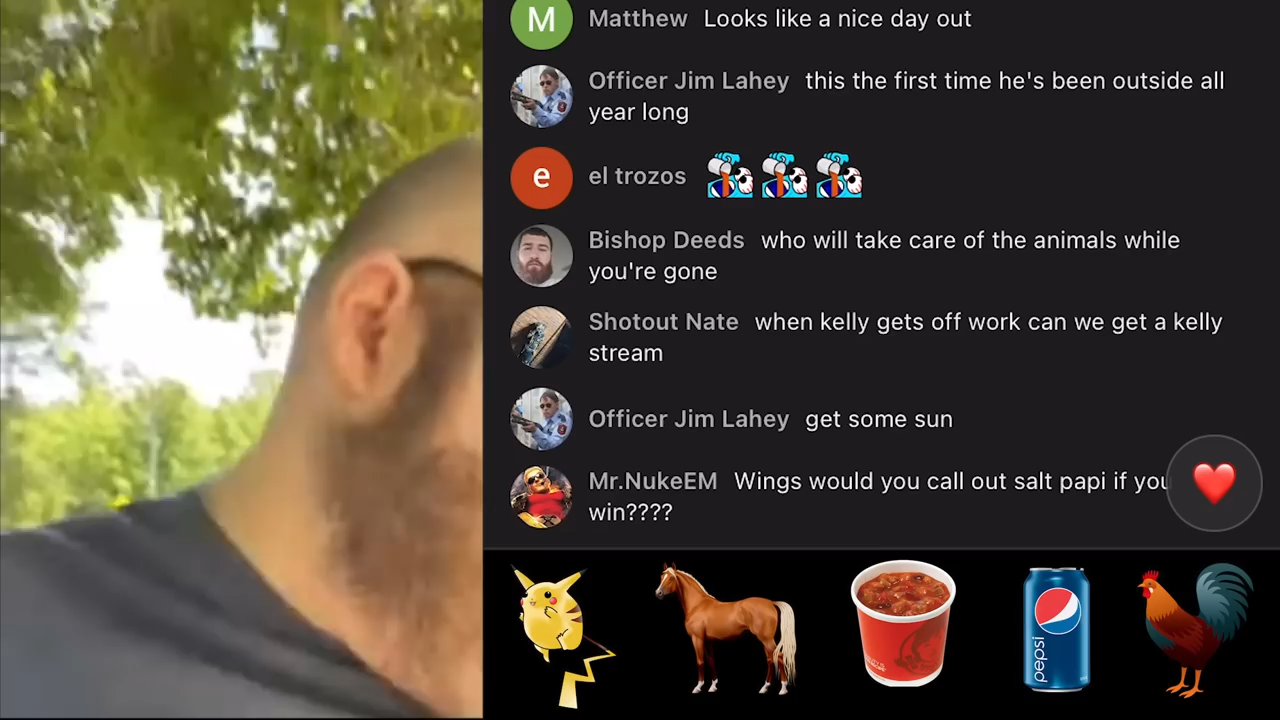 M Matthew Looks like a nice day out
Officer Jim Lahey this the first time he's been outside all
year long
e el trozos
Bishop Deeds who will take care of the animals while
you're gone
Shotout Nate when kelly gets off work can we get a kelly
stream
Officer Jim Lahey get some sun
Mr.NukeEM Wings would you call out salt papi if you
win????
pepsi